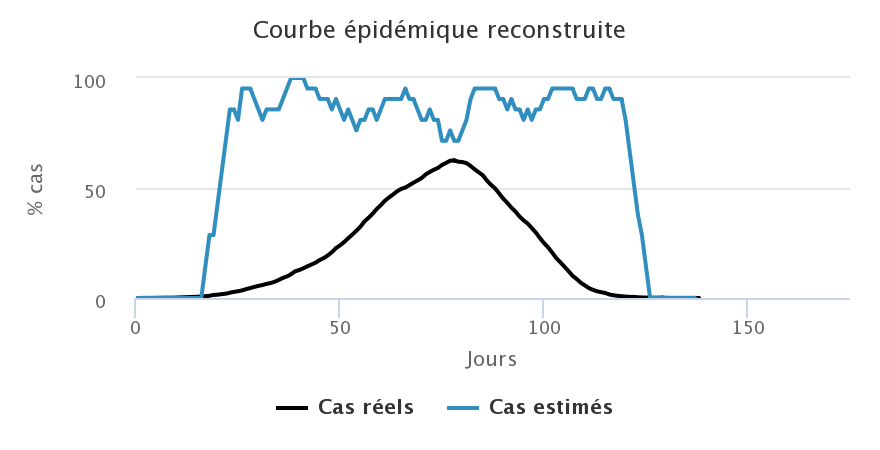 Courbe épidémique reconstruite
100
50
0
% cas
0 50 100 150
Jours
Cas réels Cas estimés